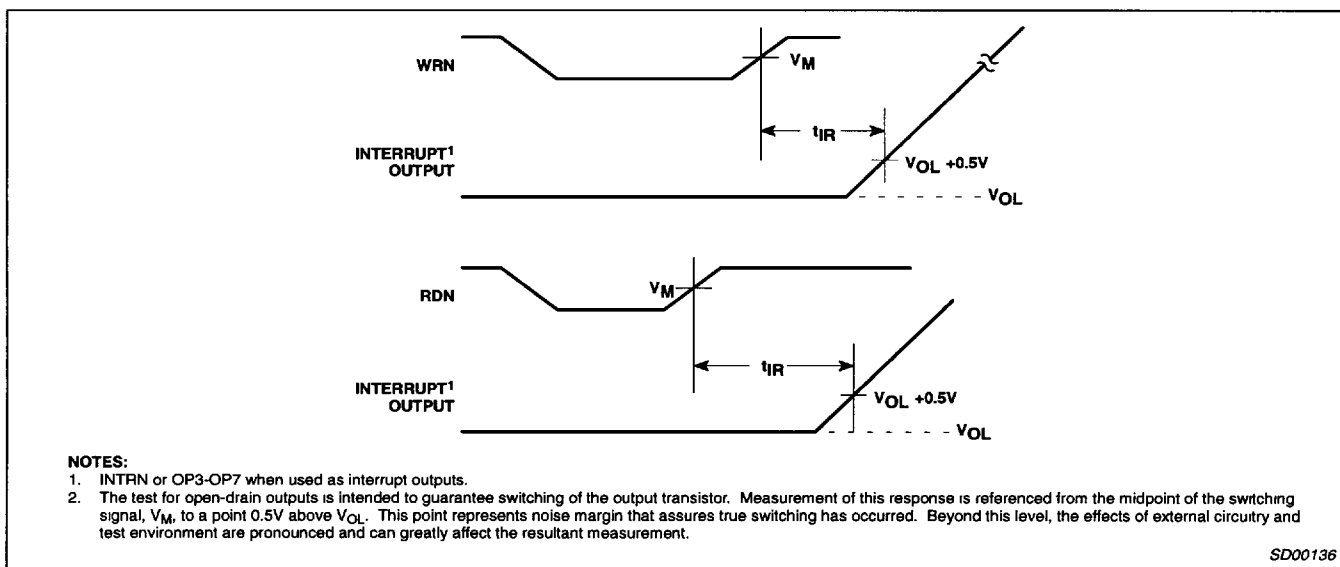 WRN
VM
tIR
INTERRUPT1
OUTPUT
VOL +0.5V
VOL
RDN
VM
tIR
INTERRUPT1
OUTPUT
VOL +0.5V
VOL
NOTES:
1. INTRN or OP3-OP7 when used as interrupt outputs.
2. The test for open-drain outputs is intended to guarantee switching of the output transistor. Measurement of this response is referenced from the midpoint of the switching
signal, VM, to a point 0.5V above VOL. This point represents noise margin that assures true switching has occurred. Beyond this level, the effects of external circuitry and
test environment are pronounced and can greatly affect the resultant measurement.
SD00136